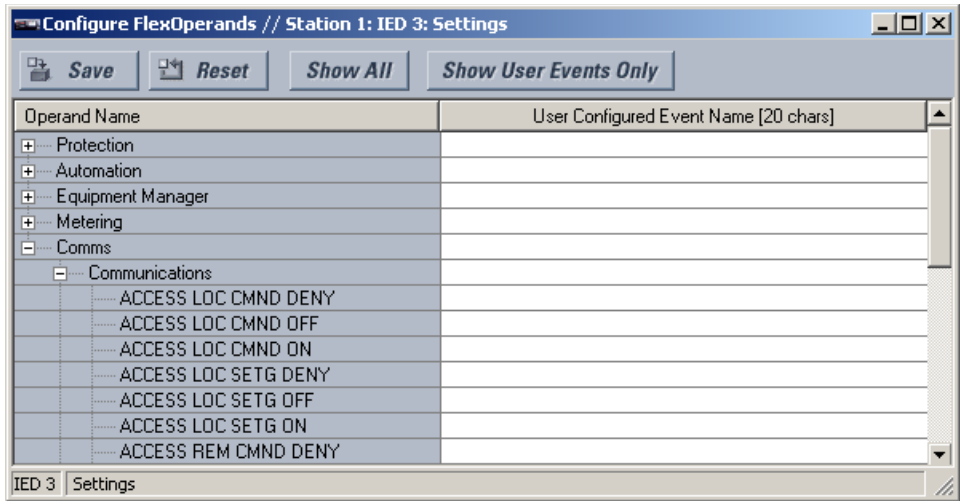 Configure FlexOperands // Station 1: IED 3: Settings
Save Reset Show All Show User Events Only
Operand Name User Configured Event Name [20 chars]
Protection
Automation
Equipment Manager
Metering
Comms
Communications
ACCESS LOC CMND DENY
ACCESS LOC CMND OFF
ACCESS LOC CMND ON
ACCESS LOC SETG DENY
ACCESS LOC SETG OFF
ACCESS LOC SETG ON
ACCESS REM CMND DENY
IED 3 Settings